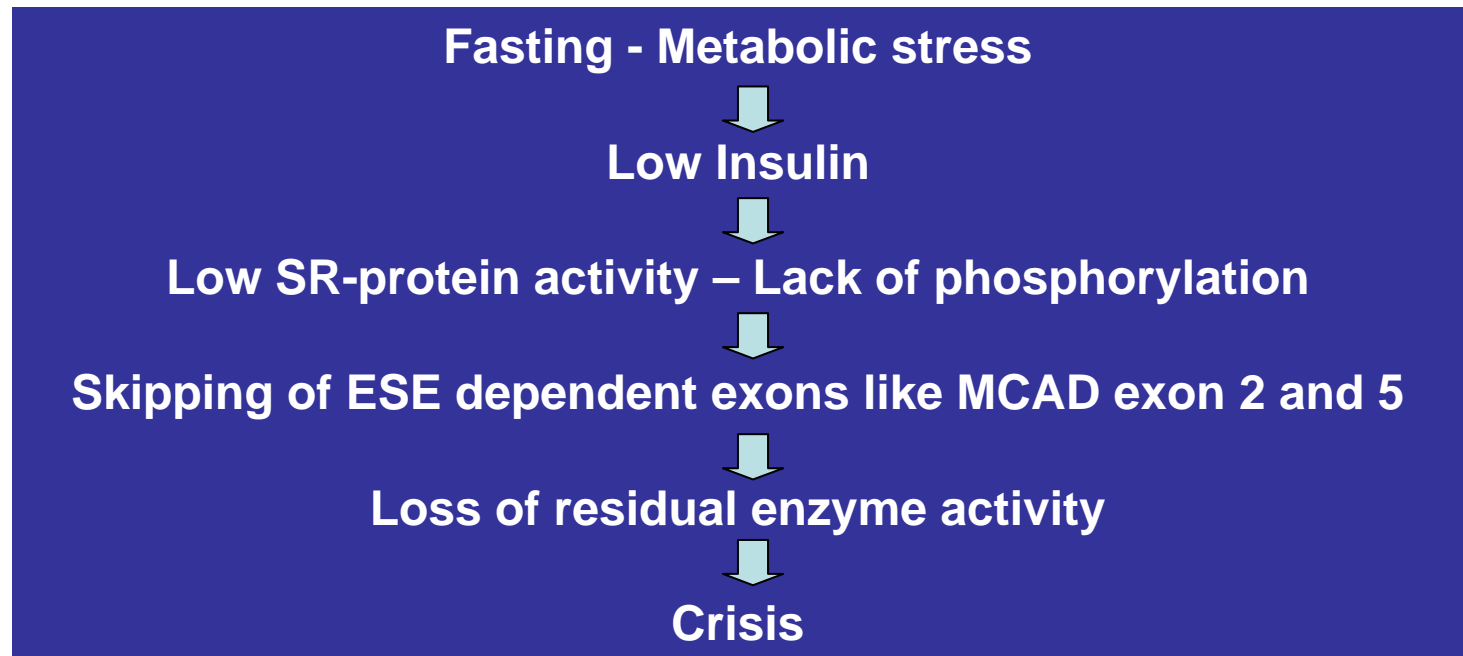 Fasting - Metabolic stress
Low Insulin
Low SR-protein activity – Lack of phosphorylation
Skipping of ESE dependent exons like MCAD exon 2 and 5
Loss of residual enzyme activity
Crisis